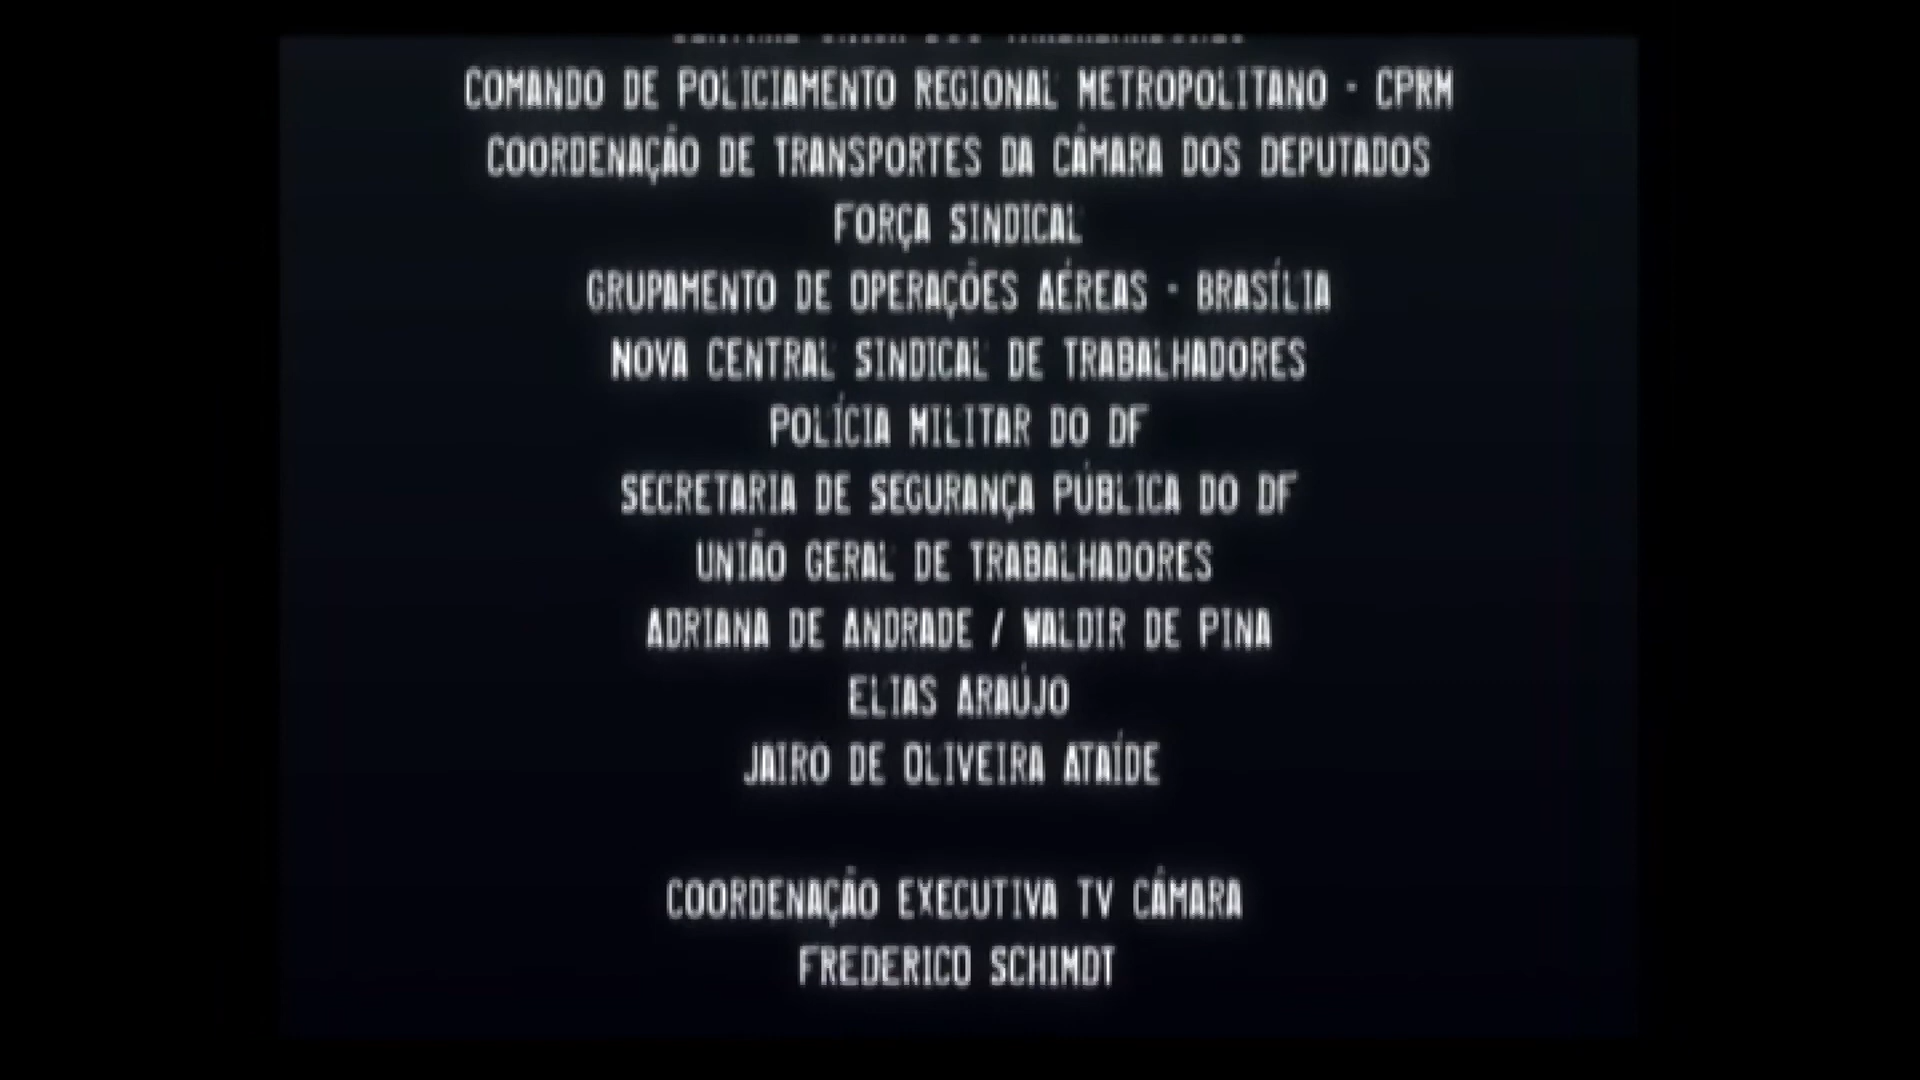 COMANDO DE POLICIAMENTO REGIONAL METROPOLITANO - CPRM
COORDENAÇÃO DE TRANSPORTES DA CÂMARA DOS DEPUTADOS
FORÇA SINDICAL
GRUPAMENTO DE OPERAÇÕES AÉREAS - BRASÍLIA
NOVA CENTRAL SINDICAL DE TRABALHADORES
POLÍCIA MILITAR DO DF
SECRETARIA DE SEGURANÇA PÚBLICA DO DF
UNIÃO GERAL DE TRABALHADORES
ADRIANA DE ANDRADE / WALDIR DE PINA
ELIAS ARAÚJO
JAIRO DE OLIVEIRA ATAÍDE
COORDENAÇÃO EXECUTIVA TV CÂMARA
FREDERICO SCHIMDT